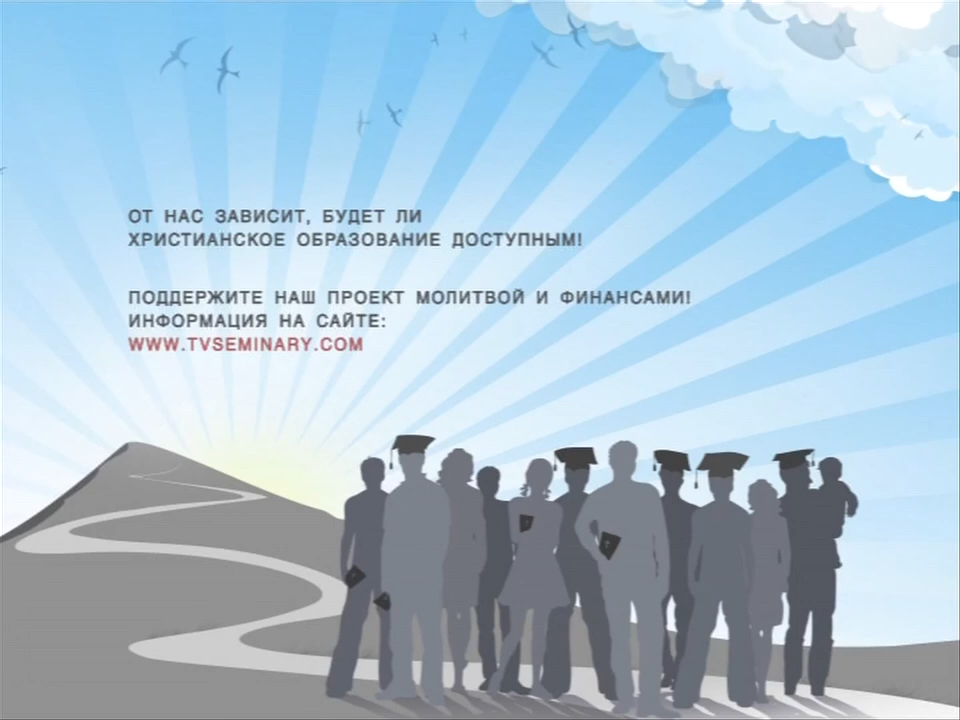 ОТ НАС ЗАВИСИТ, БУДЕТ ЛИ
ХРИСТИАНСКОЕ ОБРАЗОВАНИЕ ДОСТУПНЫМ!
ПОДДЕРЖИТЕ НАШ ПРОЕКТ МОЛИТВОЙ И ФИНАНСАМИ!
ИНФОРМАЦИЯ НА САЙТЕ:
WWW.TVSEMINARY.COM